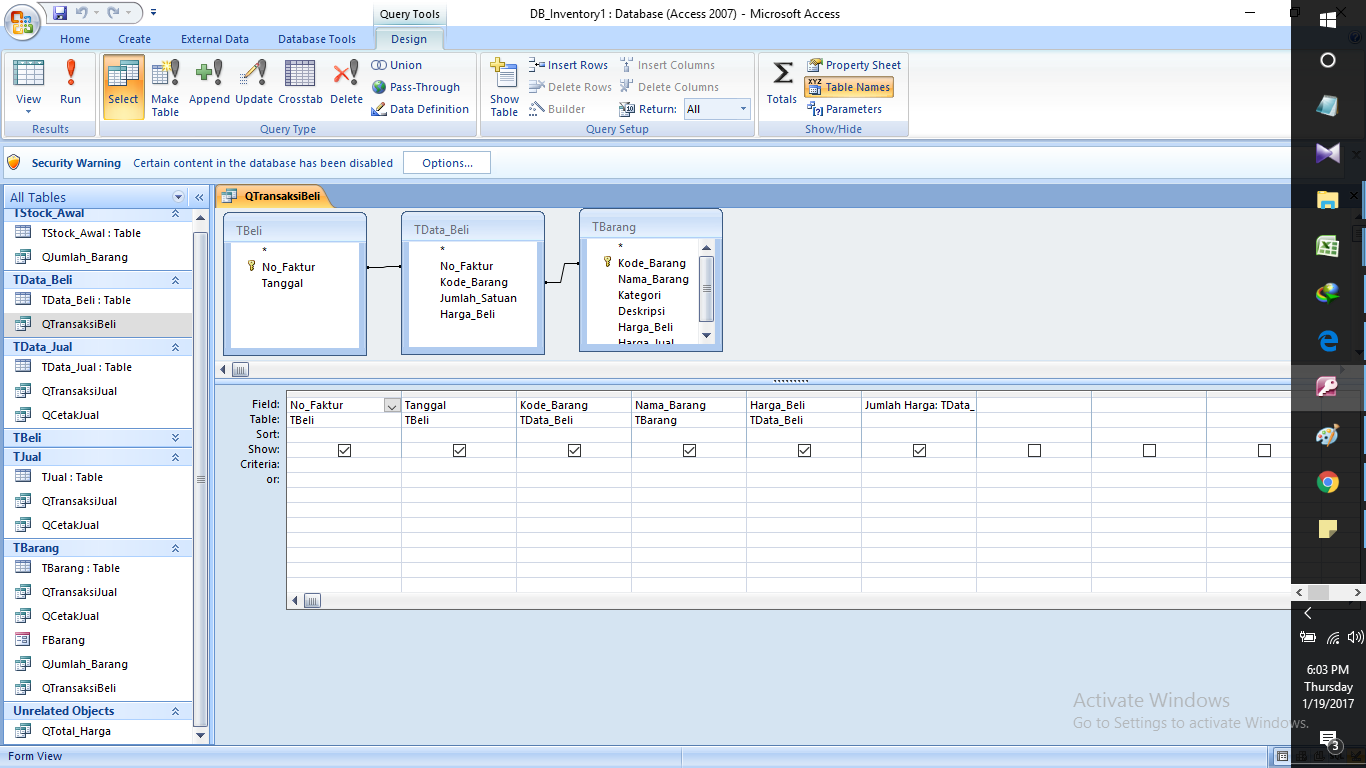 Query Tools
DB_Inventory1 : Database (Access 2007) - Microsoft Access
Home Create External Data Database Tools Design
View
Run
Results
Select
Make Table
Append
Update
Crosstab
Delete
Union
Pass-Through
Data Definition
Query Type
Show Table
Insert Rows
Delete Rows
Builder
Insert Columns
Delete Columns
Return: All
Query Setup
Totals
Property Sheet
XYZ Table Names
Parameters
Show/Hide
Security Warning Certain content in the database has been disabled Options...
All Tables
TStock_Awal
TStock_Awal : Table
QJumlah_Barang
TData_Beli
TData_Beli : Table
QTransaksiBeli
TData_Jual
TData_Jual : Table
QTransaksiJual
QCetakJual
TBeli
TJual
TJual : Table
QTransaksiJual
QCetakJual
TBarang
TBarang : Table
QTransaksiJual
QCetakJual
FBarang
QJumlah_Barang
QTransaksiBeli
Unrelated Objects
QTotal_Harga
QTransaksiBeli
TBeli
*
No_Faktur
Tanggal
TData_Beli
*
No_Faktur
Kode_Barang
Jumlah_Satuan
Harga_Beli
TBarang
*
Kode_Barang
Nama_Barang
Kategori
Deskripsi
Harga_Beli
Harga_Jual
Field: No_Faktur Tanggal Kode_Barang Nama_Barang Harga_Beli Jumlah Harga: TData_
Table: TBeli TBeli TData_Beli TBarang TData_Beli
Sort:
Show:
Criteria:
or:
Activate Windows
Go to Settings to activate Windows.
6:03 PM
Thursday
1/19/2017
3
Form View